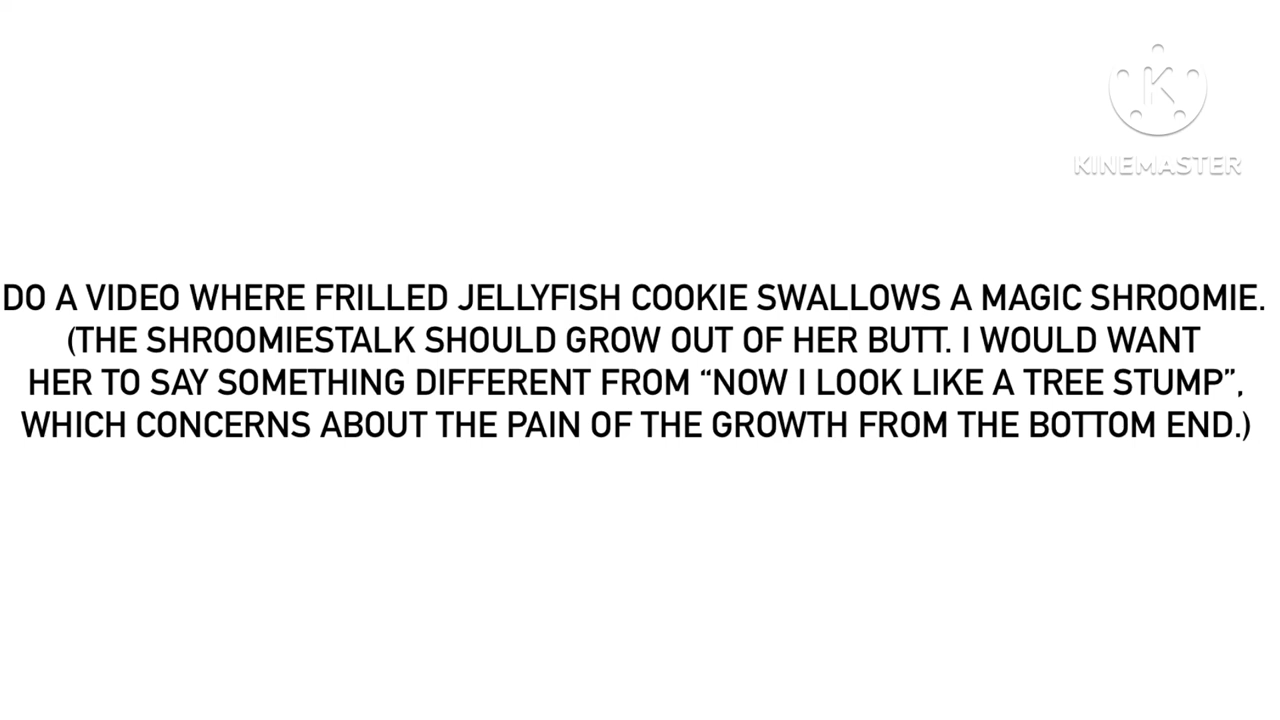 KINEMASTER
DO A VIDEO WHERE FRILLED JELLYFISH COOKIE SWALLOWS A MAGIC SHROOMIE.
(THE SHROOMIESTALK SHOULD GROW OUT OF HER BUTT. I WOULD WANT
HER TO SAY SOMETHING DIFFERENT FROM “NOW I LOOK LIKE A TREE STUMP”,
WHICH CONCERNS ABOUT THE PAIN OF THE GROWTH FROM THE BOTTOM END.)